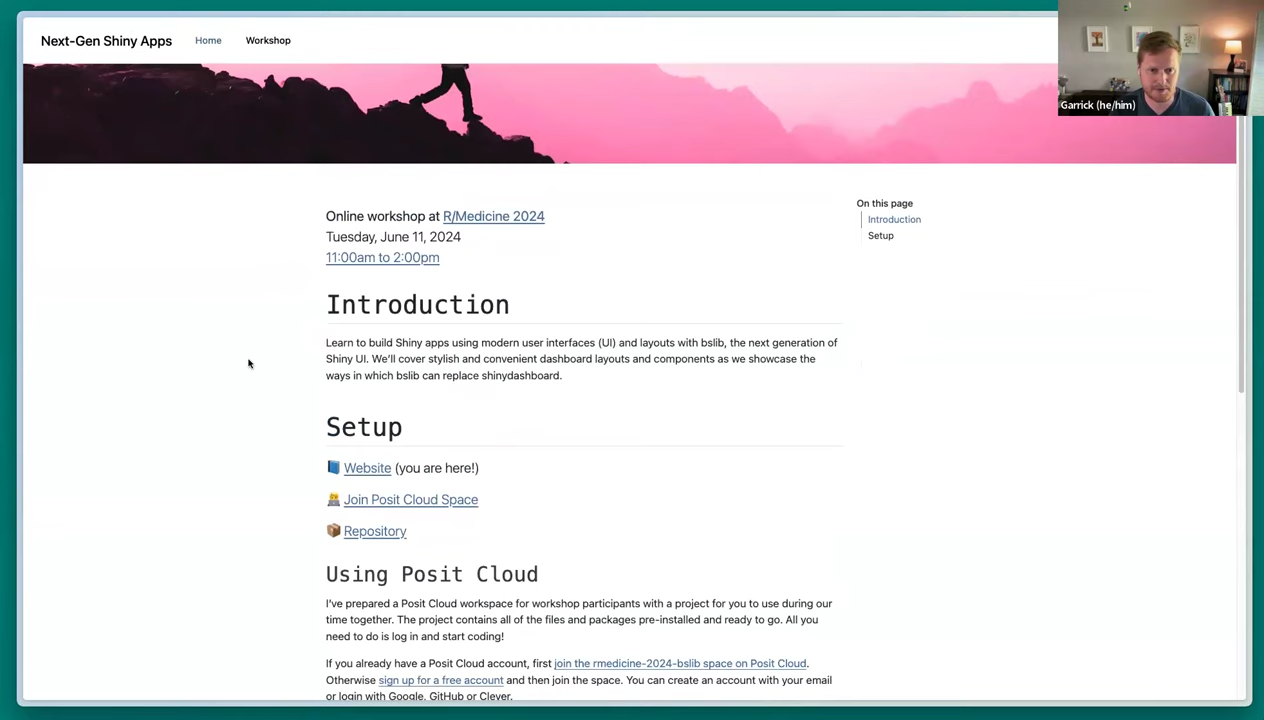 Next-Gen Shiny Apps Home Workshop
Garrick (he/him)
Online workshop at R/Medicine 2024
Tuesday, June 11, 2024
11:00am to 2:00pm
On this page
Introduction
Setup
Introduction
Learn to build Shiny apps using modern user interfaces (UI) and layouts with bslib, the next generation of
Shiny UI. We'll cover stylish and convenient dashboard layouts and components as we showcase the
ways in which bslib can replace shinydashboard.
Setup
Website (you are here!)
Join Posit Cloud Space
Repository
Using Posit Cloud
I've prepared a Posit Cloud workspace for workshop participants with a project for you to use during our
time together. The project contains all of the files and packages pre-installed and ready to go. All you
need to do is log in and start coding!
If you already have a Posit Cloud account, first join the rmedicine-2024-bslib space on Posit Cloud.
Otherwise sign up for a free account and then join the space. You can create an account with your email
or login with Google, GitHub or Clever.